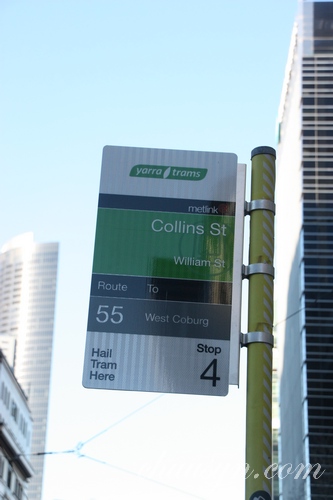 yarra trams
metlink
Collins St
William St
Route To
55 West Coburg
Hail
Tram
Here
Stop
4